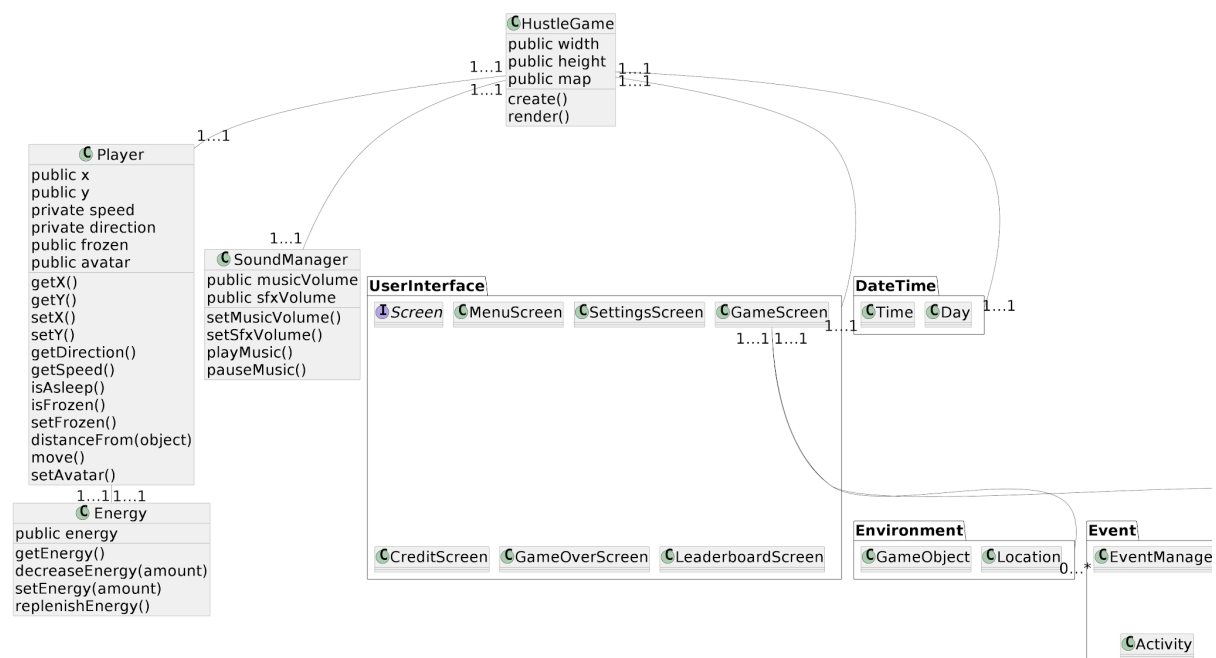 C HustleGame
public width
public height
public map
create()
render()
1...1
1...1
1...1
1...1
1...1
C Player
public x
public y
private speed
private direction
public frozen
public avatar
getX()
getY()
setX()
setY()
getDirection()
getSpeed()
isAsleep()
isFrozen()
setFrozen()
distanceFrom(object)
move()
setAvatar()
1...1
C SoundManager
public musicVolume
public sfxVolume
setMusicVolume()
setSfxVolume()
playMusic()
pauseMusic()
UserInterface
I Screen
C MenuScreen
C SettingsScreen
C GameScreen
1...1
1...1 1...1
C CreditScreen
C GameOverScreen
C LeaderboardScreen
DateTime
C Time
C Day
1...1
1...1 1...1
C Energy
public energy
getEnergy()
decreaseEnergy(amount)
setEnergy(amount)
replenishEnergy()
Environment
C GameObject
C Location
0...*
Event
C EventManage
C Activity